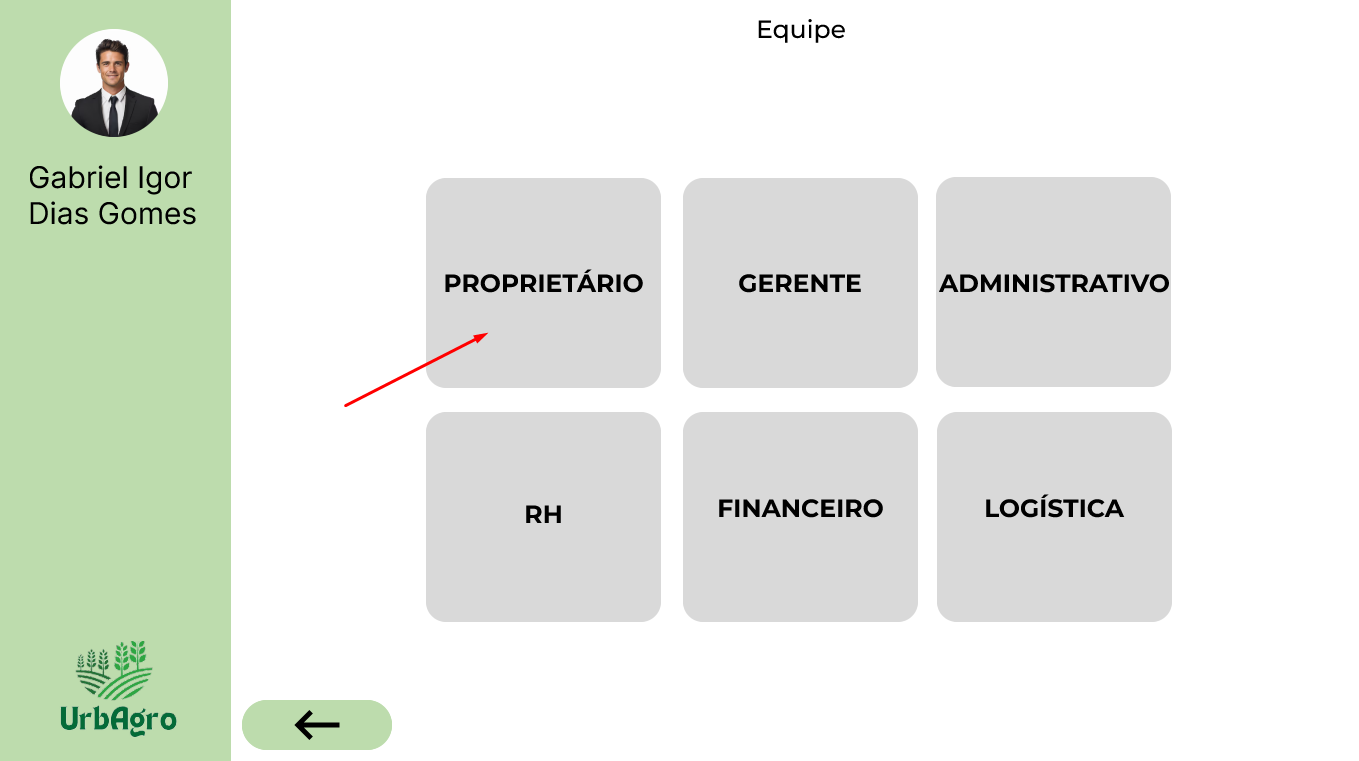 Equipe
Gabriel Igor
Dias Gomes
PROPRIETÁRIO
GERENTE
ADMINISTRATIVO
RH
FINANCEIRO
LOGÍSTICA
UrbAgro